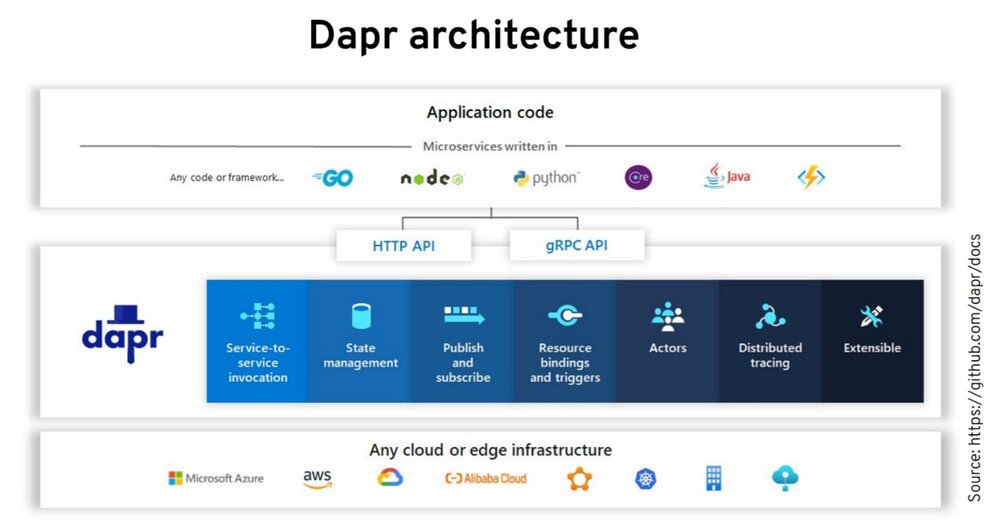 Dapr architecture
Application code
Microservices written in
Any code or framework...
GO
node
JS
python
Core
Java
HTTP API
gRPC API
dapr
Service-to-
service
invocation
State
management
Publish
and
subscribe
Resource
bindings
and triggers
Actors
Distributed
tracing
Extensible
Any cloud or edge infrastructure
Microsoft Azure
aws
Alibaba Cloud
Source: https://github.com/dapr/docs